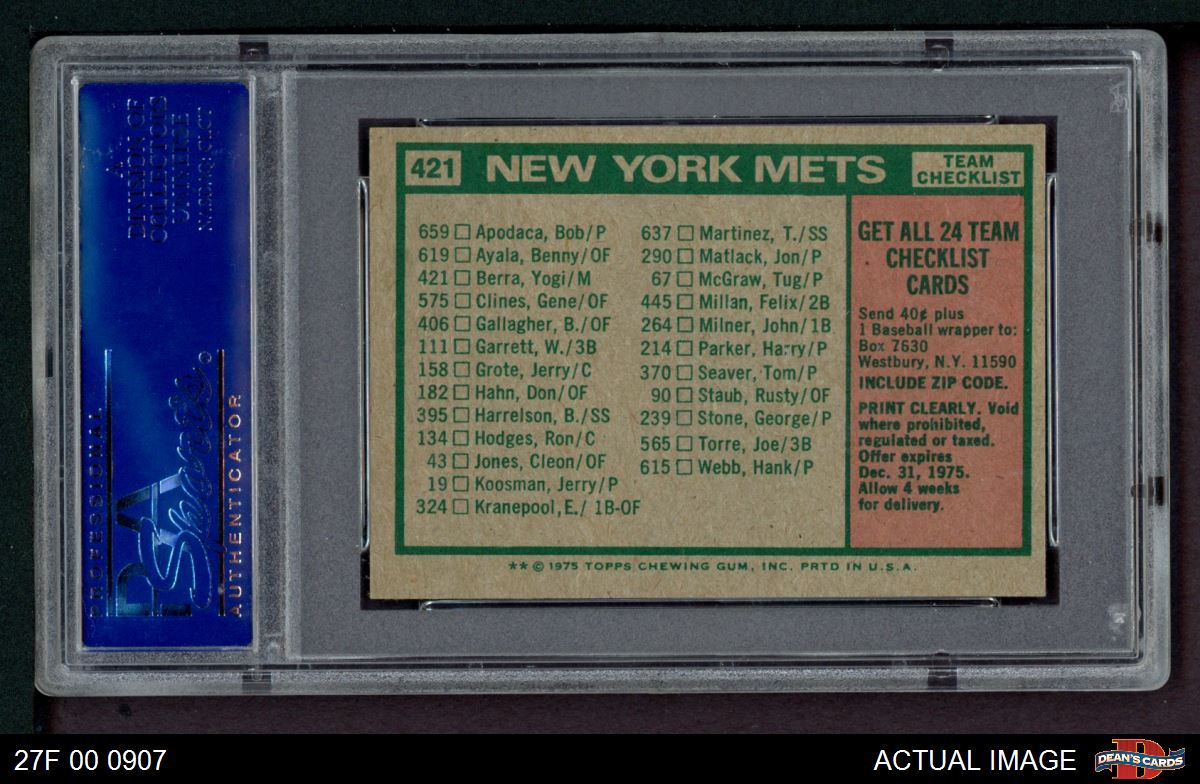 A
DIVISION OF
COLLECTORS
UNIVERSE
NASDAQ: CLCT
PROFESSIONAL
PSA
Sports
AUTHENTICATOR
421 NEW YORK METS
TEAM
CHECKLIST
659 □ Apodaca, Bob/P
619 □ Ayala, Benny/OF
421 □ Berra, Yogi/M
575 □ Clines, Gene/OF
406 □ Gallagher, B./OF
111 □ Garrett, W./3B
158 □ Grote, Jerry/C
182 □ Hahn, Don/OF
395 □ Harrelson, B./SS
134 □ Hodges, Ron/C
43 □ Jones, Cleon/OF
19 □ Koosman, Jerry/P
324 □ Kranepool,E./ 1B-OF
637 □ Martinez, T./SS
290 □ Matlack, Jon/P
67 □ McGraw, Tug/P
445 □ Millan, Felix/2B
264 □ Milner, John/1B
214 □ Parker, Harry/P
370 □ Seaver, Tom/P
90 □ Staub, Rusty/OF
239 □ Stone, George/P
565 □ Torre, Joe/3B
615 □ Webb, Hank/P
GET ALL 24 TEAM
CHECKLIST
CARDS
Send 40¢ plus
1 Baseball wrapper to:
Box 7630
Westbury, N.Y. 11590
INCLUDE ZIP CODE.
PRINT CLEARLY. Void
where prohibited,
regulated or taxed.
Offer expires
Dec. 31, 1975.
Allow 4 weeks
for delivery.
** © 1975 TOPPS CHEWING GUM, INC. PRTD IN U.S.A.
27F 00 0907
ACTUAL IMAGE
D
DEAN'S CARDS